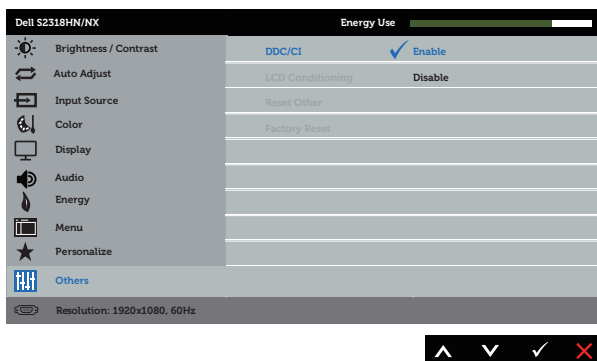 Dell S2318HN/NX Energy Use
Brightness / Contrast DDC/CI Enable
Auto Adjust LCD Conditioning Disable
Input Source Reset Other
Color Factory Reset
Display
Audio
Energy
Menu
Personalize
Others
Resolution: 1920x1080, 60Hz